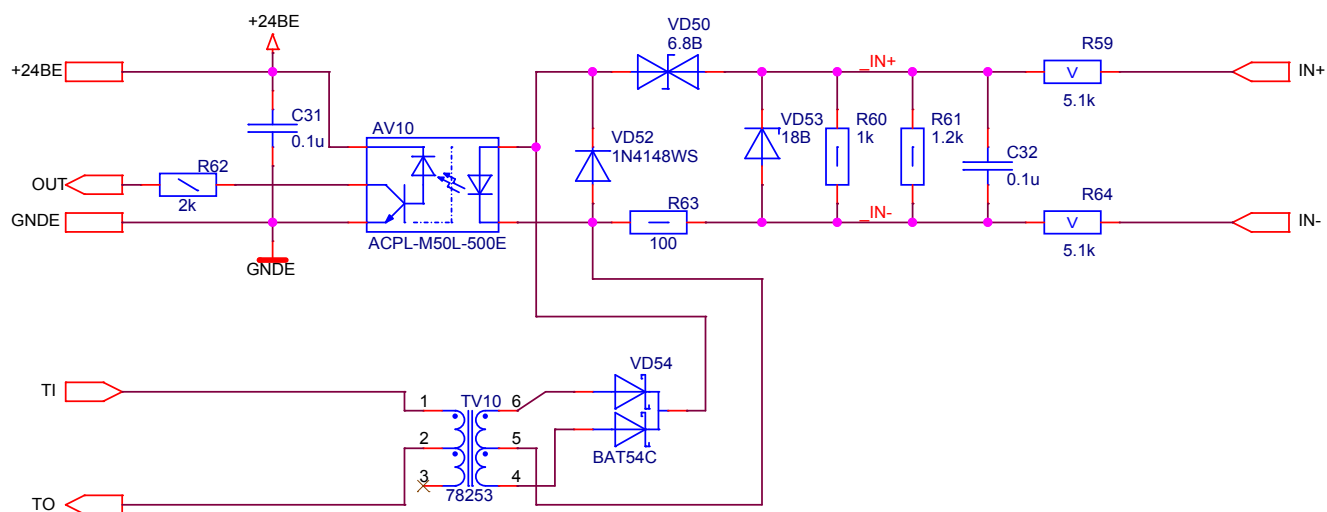 +24BE
VD50
6.8B
R59
+24BE
_IN+
V
IN+
5.1k
C31
0.1u
AV10
VD52
1N4148WS
VD53
18B
R60
1k
R61
1.2k
C32
0.1u
R62
OUT
2k
R63
R64
GNDE
_IN-
V
IN-
100
5.1k
ACPL-M50L-500E
GNDE
VD54
TI
1
TV10
6
2
5
BAT54C
3
4
78253
TO